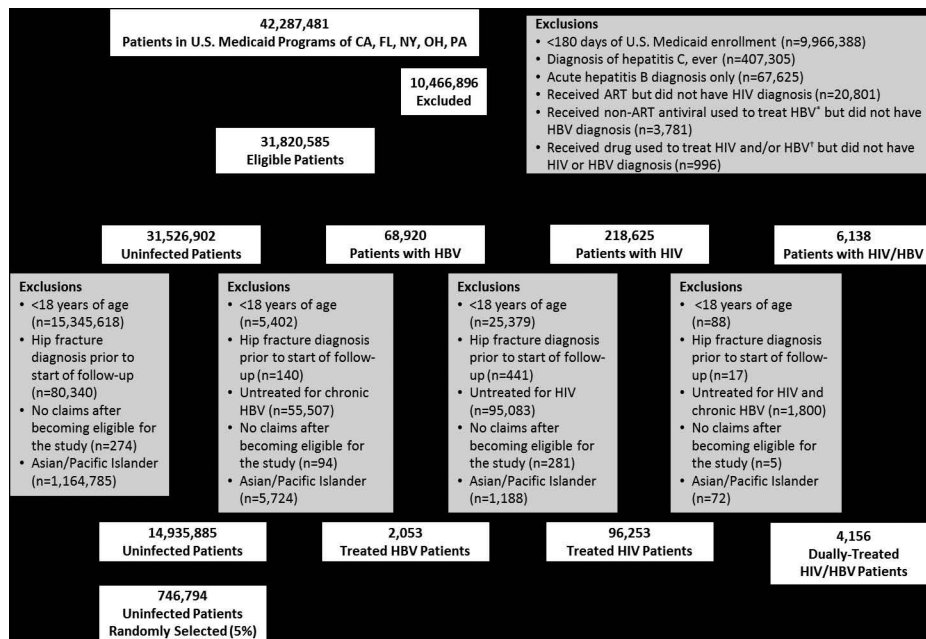 42,287,481
Patients in U.S. Medicaid Programs of CA, FL, NY, OH, PA
Exclusions
• <180 days of U.S. Medicaid enrollment (n=9,966,388)
• Diagnosis of hepatitis C, ever (n=407,305)
• Acute hepatitis B diagnosis only (n=67,625)
• Received ART but did not have HIV diagnosis (n=20,801)
• Received non-ART antiviral used to treat HBV* but did not have
HBV diagnosis (n=3,781)
• Received drug used to treat HIV and/or HBV† but did not have
HIV or HBV diagnosis (n=996)
10,466,896
Excluded
31,820,585
Eligible Patients
31,526,902
Uninfected Patients
68,920
Patients with HBV
218,625
Patients with HIV
6,138
Patients with HIV/HBV
Exclusions
• <18 years of age
(n=15,345,618)
• Hip fracture
diagnosis prior to
start of follow-up
(n=80,340)
• No claims after
becoming eligible for
the study (n=274)
• Asian/Pacific Islander
(n=1,164,785)
Exclusions
• <18 years of age
(n=5,402)
• Hip fracture diagnosis
prior to start of follow-
up (n=140)
• Untreated for chronic
HBV (n=55,507)
• No claims after
becoming eligible for
the study (n=94)
• Asian/Pacific Islander
(n=5,724)
Exclusions
• <18 years of age
(n=25,379)
• Hip fracture diagnosis
prior to start of follow-
up (n=441)
• Untreated for HIV
(n=95,083)
• No claims after
becoming eligible for
the study (n=281)
• Asian/Pacific Islander
(n=1,188)
Exclusions
• <18 years of age
(n=88)
• Hip fracture diagnosis
prior to start of follow-
up (n=17)
• Untreated for HIV and
chronic HBV (n=1,800)
• No claims after
becoming eligible for
the study (n=5)
• Asian/Pacific Islander
(n=72)
14,935,885
Uninfected Patients
2,053
Treated HBV Patients
96,253
Treated HIV Patients
4,156
Dually-Treated
HIV/HBV Patients
746,794
Uninfected Patients
Randomly Selected (5%)